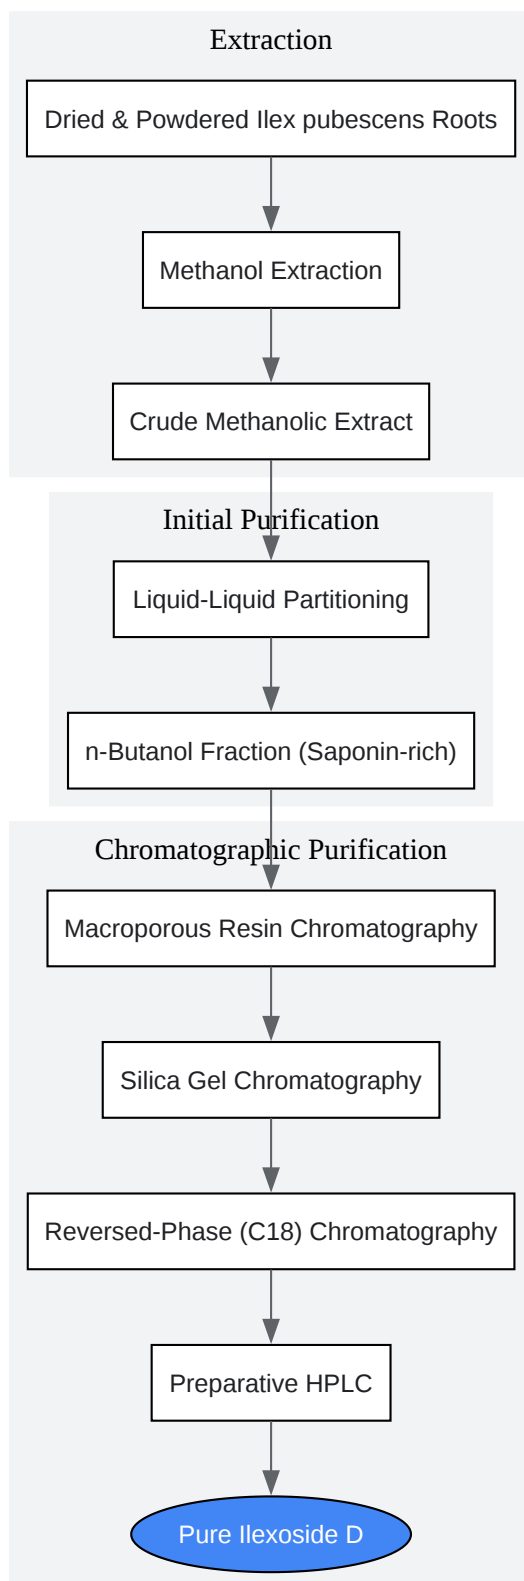 Extraction
Dried & Powdered Ilex pubescens Roots
Methanol Extraction
Crude Methanolic Extract
Initial Purification
Liquid-Liquid Partitioning
n-Butanol Fraction (Saponin-rich)
Chromatographic Purification
Macroporous Resin Chromatography
Silica Gel Chromatography
Reversed-Phase (C18) Chromatography
Preparative HPLC
Pure Ilexoside D